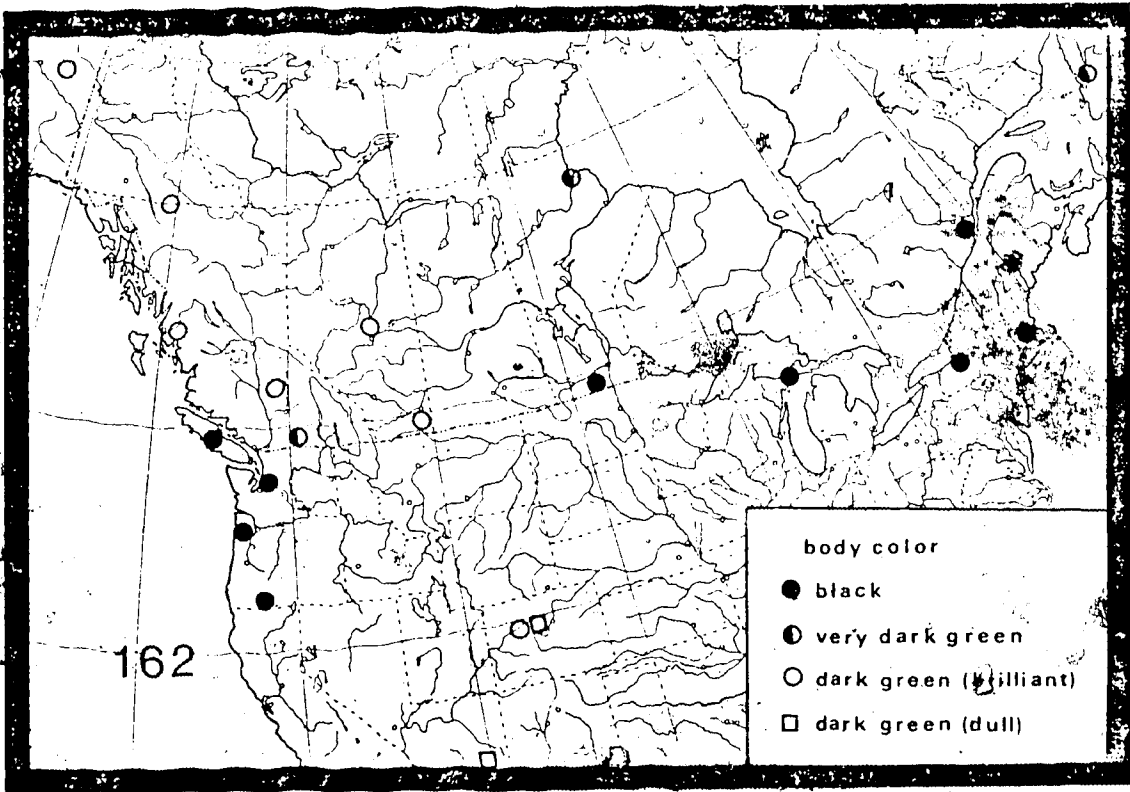 162
body color
black
very dark green
dark green (brilliant)
dark green (dull)